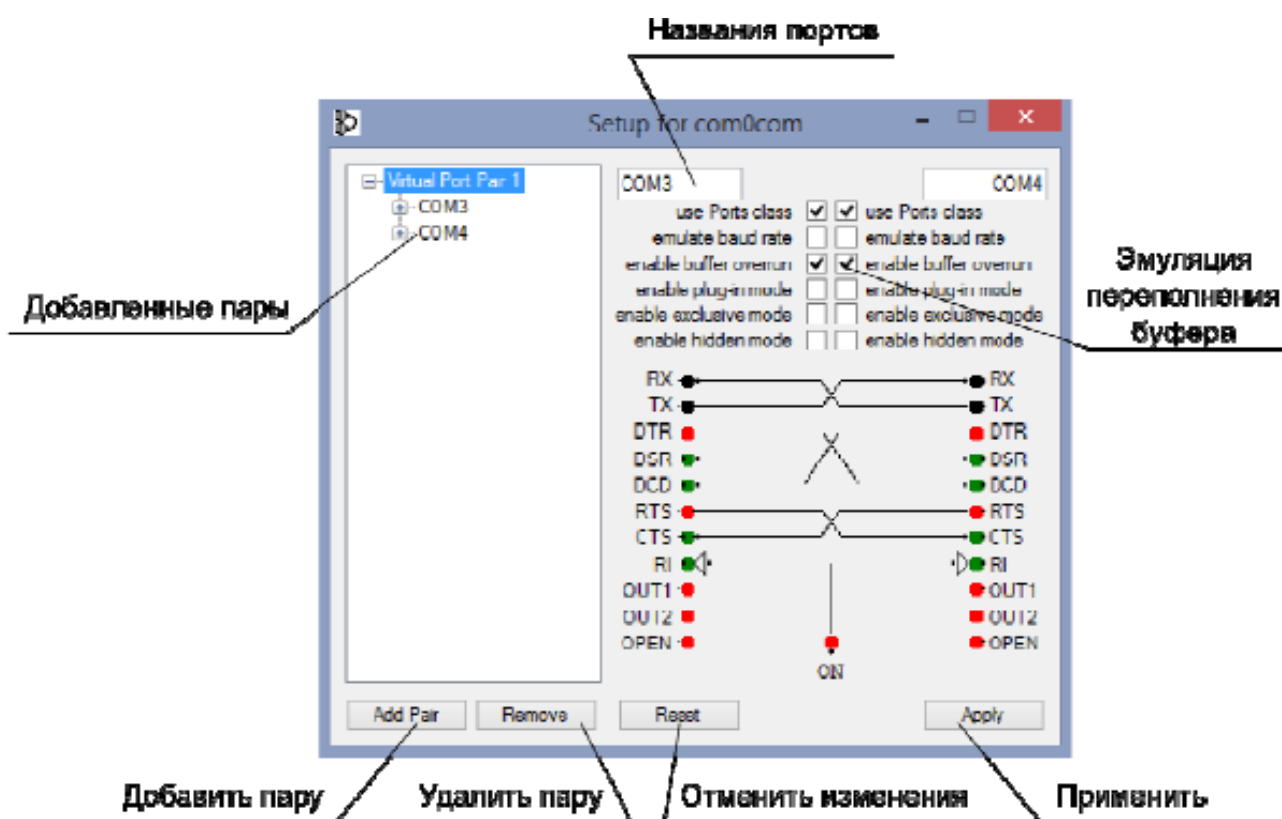 Названия портов
Setup for com0com
Virtual Port Pair 1
COM3
COM4
COM3
COM4
use Ports class
use Ports class
emulate baud rate
emulate baud rate
enable buffer overrun
enable buffer overrun
enable plug-in mode
enable plug-in mode
enable exclusive mode
enable exclusive mode
enable hidden mode
enable hidden mode
Добавленные пары
Эмуляция
переполнения
буфера
RX
RX
TX
TX
DTR
DTR
DSR
DSR
DCD
DCD
RTS
RTS
CTS
CTS
RI
RI
OUT1
OUT1
OUT2
OUT2
OPEN
OPEN
ON
Add Pair
Remove
Reset
Apply
Добавить пару
Удалить пару
Отменить изменения
Применить